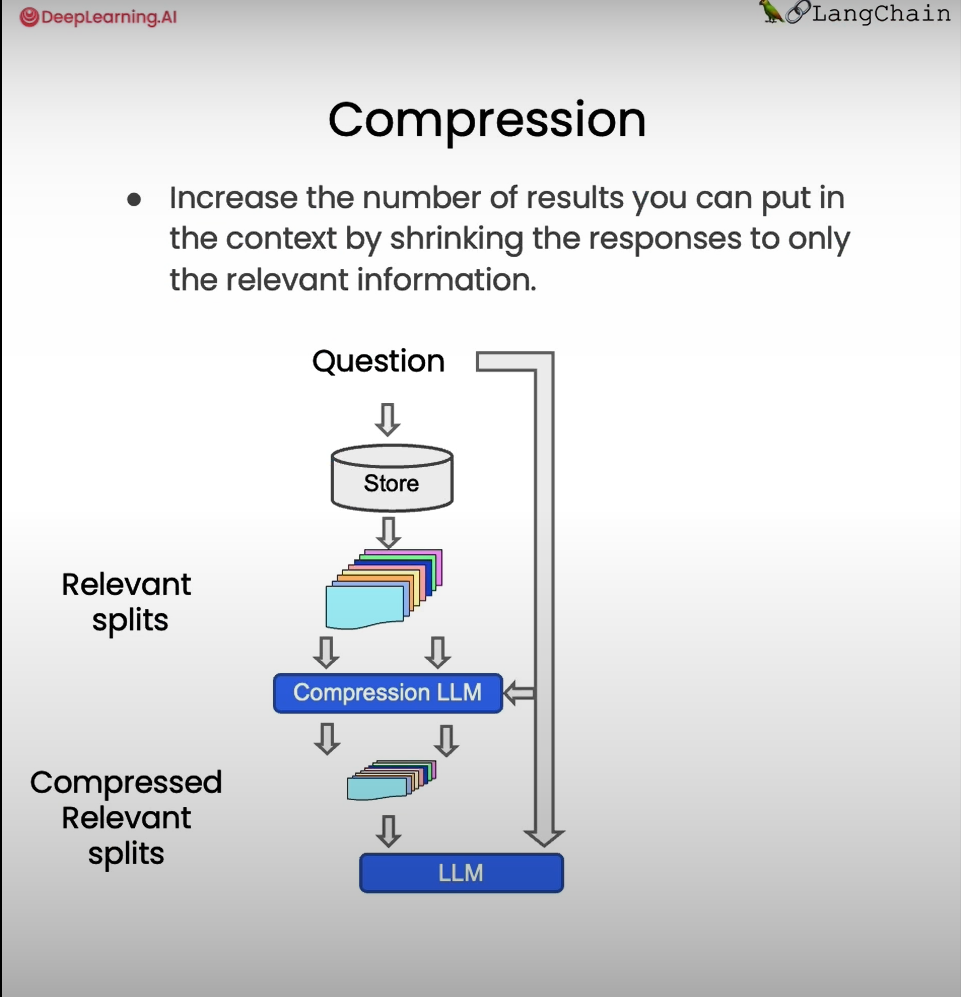 DeepLearning.AI
LangChain
Compression
● Increase the number of results you can put in
the context by shrinking the responses to only
the relevant information.
Question
Store
Relevant
splits
Compression LLM
Compressed
Relevant
splits
LLM